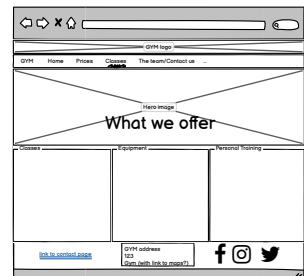 GYM logo
GYM Home Prices Classes The team/Contact us ...
Hero image
What we offer
Classes Equipment Personal Training
link to contact page
GYM address
123
Gym (with link to maps?)